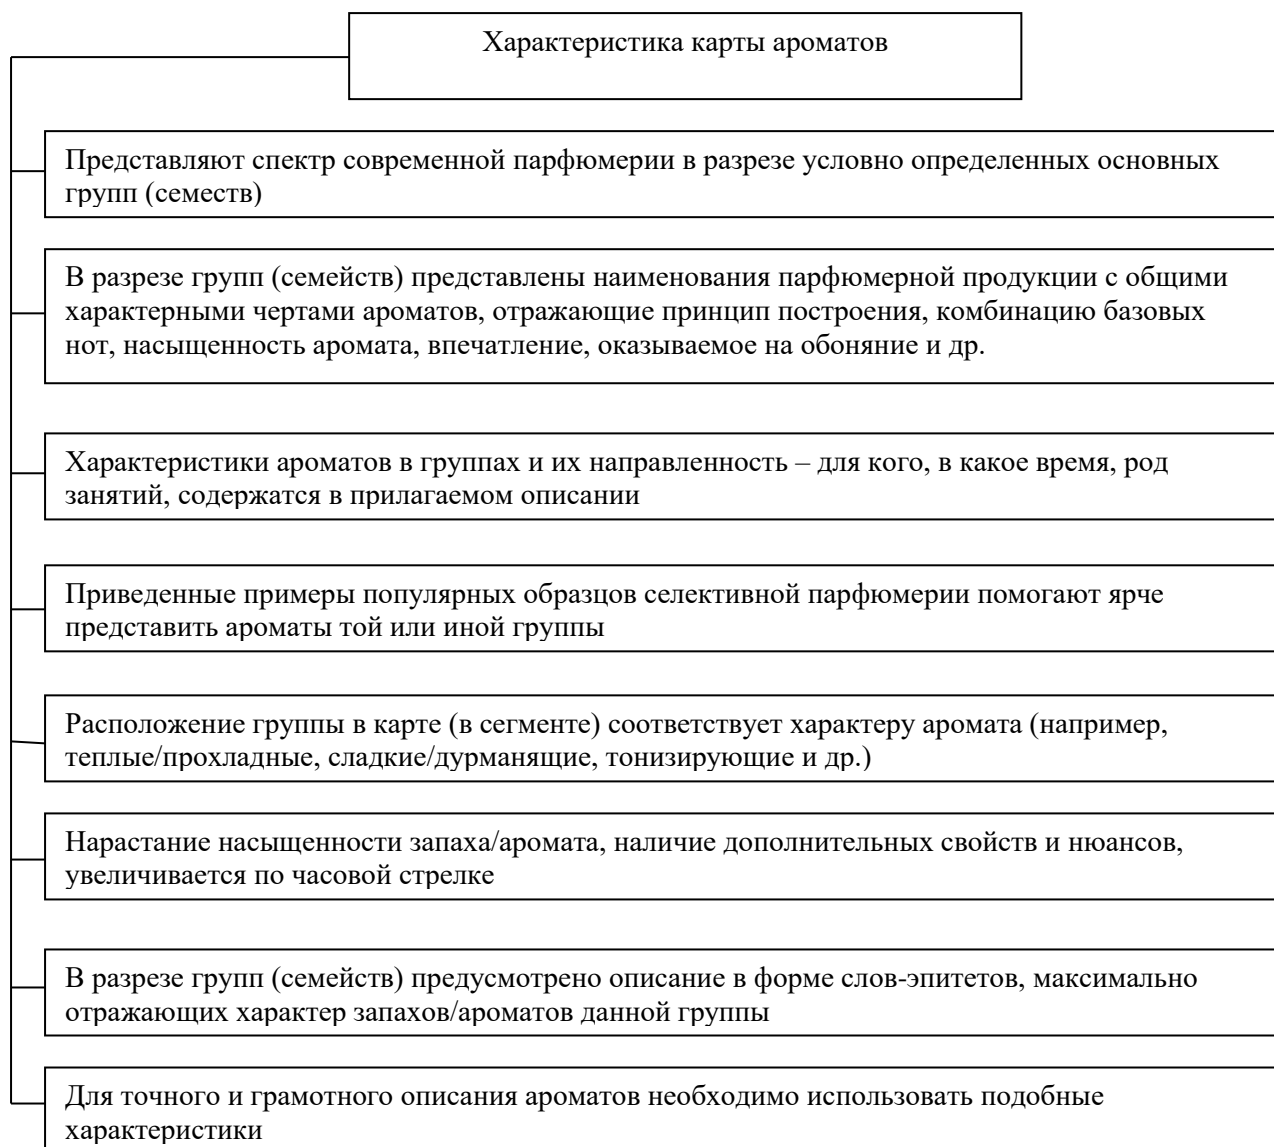 Характеристика карты ароматов
Представляют спектр современной парфюмерии в разрезе условно определенных основных
групп (семеств)
В разрезе групп (семейств) представлены наименования парфюмерной продукции с общими
характерными чертами ароматов, отражающие принцип построения, комбинацию базовых
нот, насыщенность аромата, впечатление, оказываемое на обоняние и др.
Характеристики ароматов в группах и их направленность – для кого, в какое время, род
занятий, содержатся в прилагаемом описании
Приведенные примеры популярных образцов селективной парфюмерии помогают ярче
представить ароматы той или иной группы
Расположение группы в карте (в сегменте) соответствует характеру аромата (например,
теплые/прохладные, сладкие/дурманящие, тонизирующие и др.)
Нарастание насыщенности запаха/аромата, наличие дополнительных свойств и нюансов,
увеличивается по часовой стрелке
В разрезе групп (семейств) предусмотрено описание в форме слов-эпитетов, максимально
отражающих характер запахов/ароматов данной группы
Для точного и грамотного описания ароматов необходимо использовать подобные
характеристики